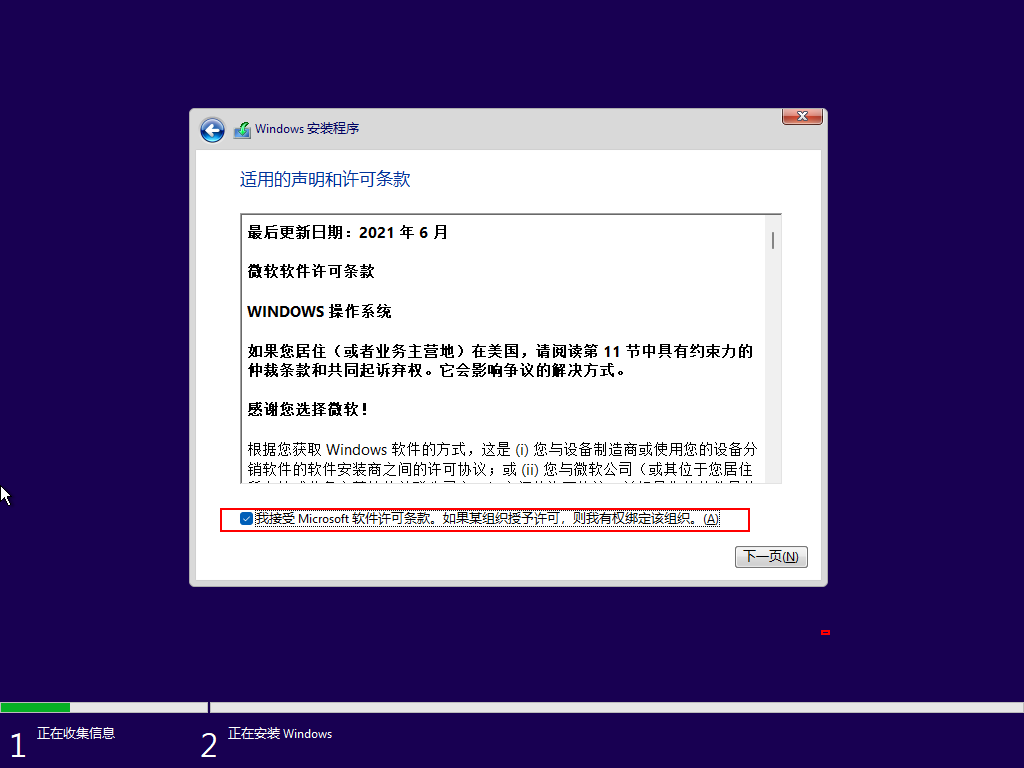 Windows 安装程序
适用的声明和许可条款
最后更新日期：2021 年 6 月
微软软件许可条款
WINDOWS 操作系统
如果您居住（或者业务主营地）在美国，请阅读第 11 节中具有约束力的
仲裁条款和共同起诉弃权。它会影响争议的解决方式。
感谢您选择微软！
根据您获取 Windows 软件的方式，这是 (i) 您与设备制造商或使用您的设备分
销软件的软件安装商之间的许可协议；或 (ii) 您与微软公司（或其位于您居住
我接受 Microsoft 软件许可条款。如果某组织授予许可，则我有权绑定该组织。(A)
下一页(N)
1 正在收集信息
2 正在安装 Windows